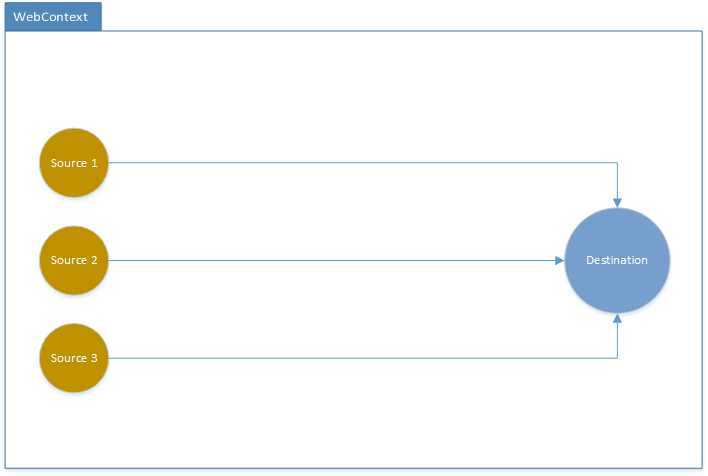 WebContext
Source 1
Source 2
Destination
Source 3